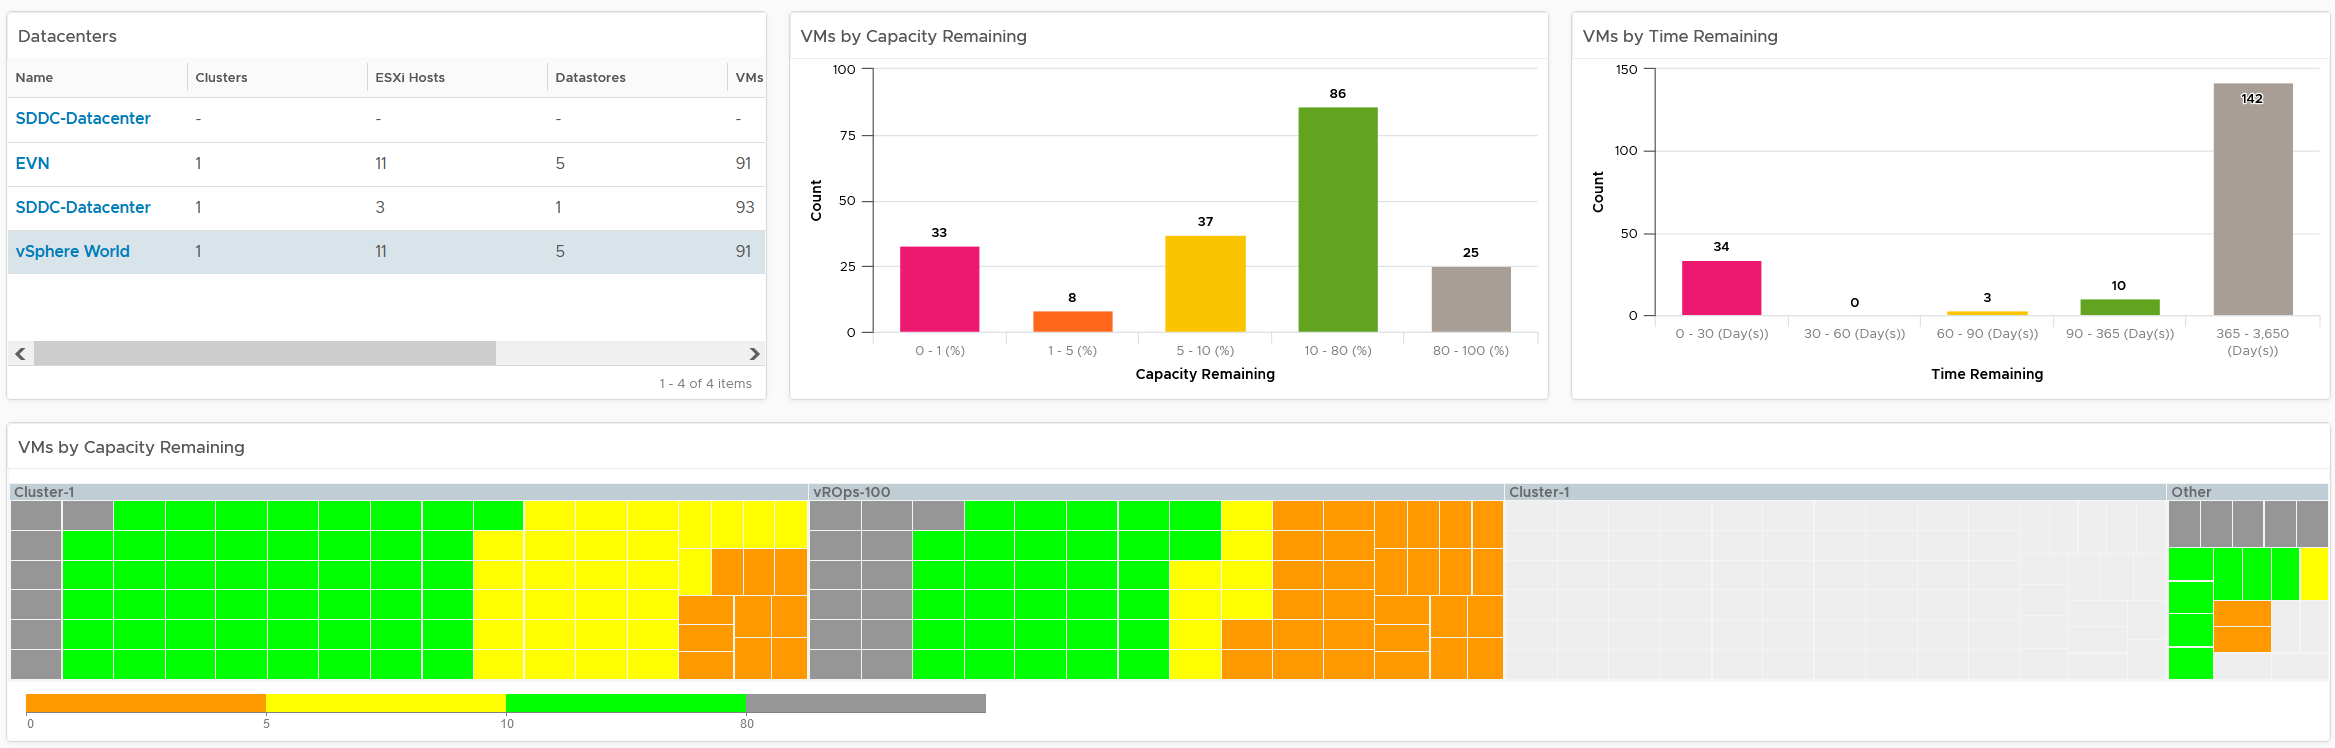 Datacenters
Name Clusters ESXi Hosts Datastores VMs
SDDC-Datacenter - - - -
EVN 1 11 5 91
SDDC-Datacenter 1 3 1 93
vSphere World 1 11 5 91
1 - 4 of 4 items
VMs by Capacity Remaining
100
75
50
25
0
Count
33
8
37
86
25
0 - 1 (%) 1 - 5 (%) 5 - 10 (%) 10 - 80 (%) 80 - 100 (%)
Capacity Remaining
VMs by Time Remaining
150
100
50
0
Count
34
0
3
10
142
0 - 30 (Day(s)) 30 - 60 (Day(s)) 60 - 90 (Day(s)) 90 - 365 (Day(s)) 365 - 3,650
(Day(s))
Time Remaining
VMs by Capacity Remaining
Cluster-1 vROps-100 Cluster-1 Other
0 5 10 80